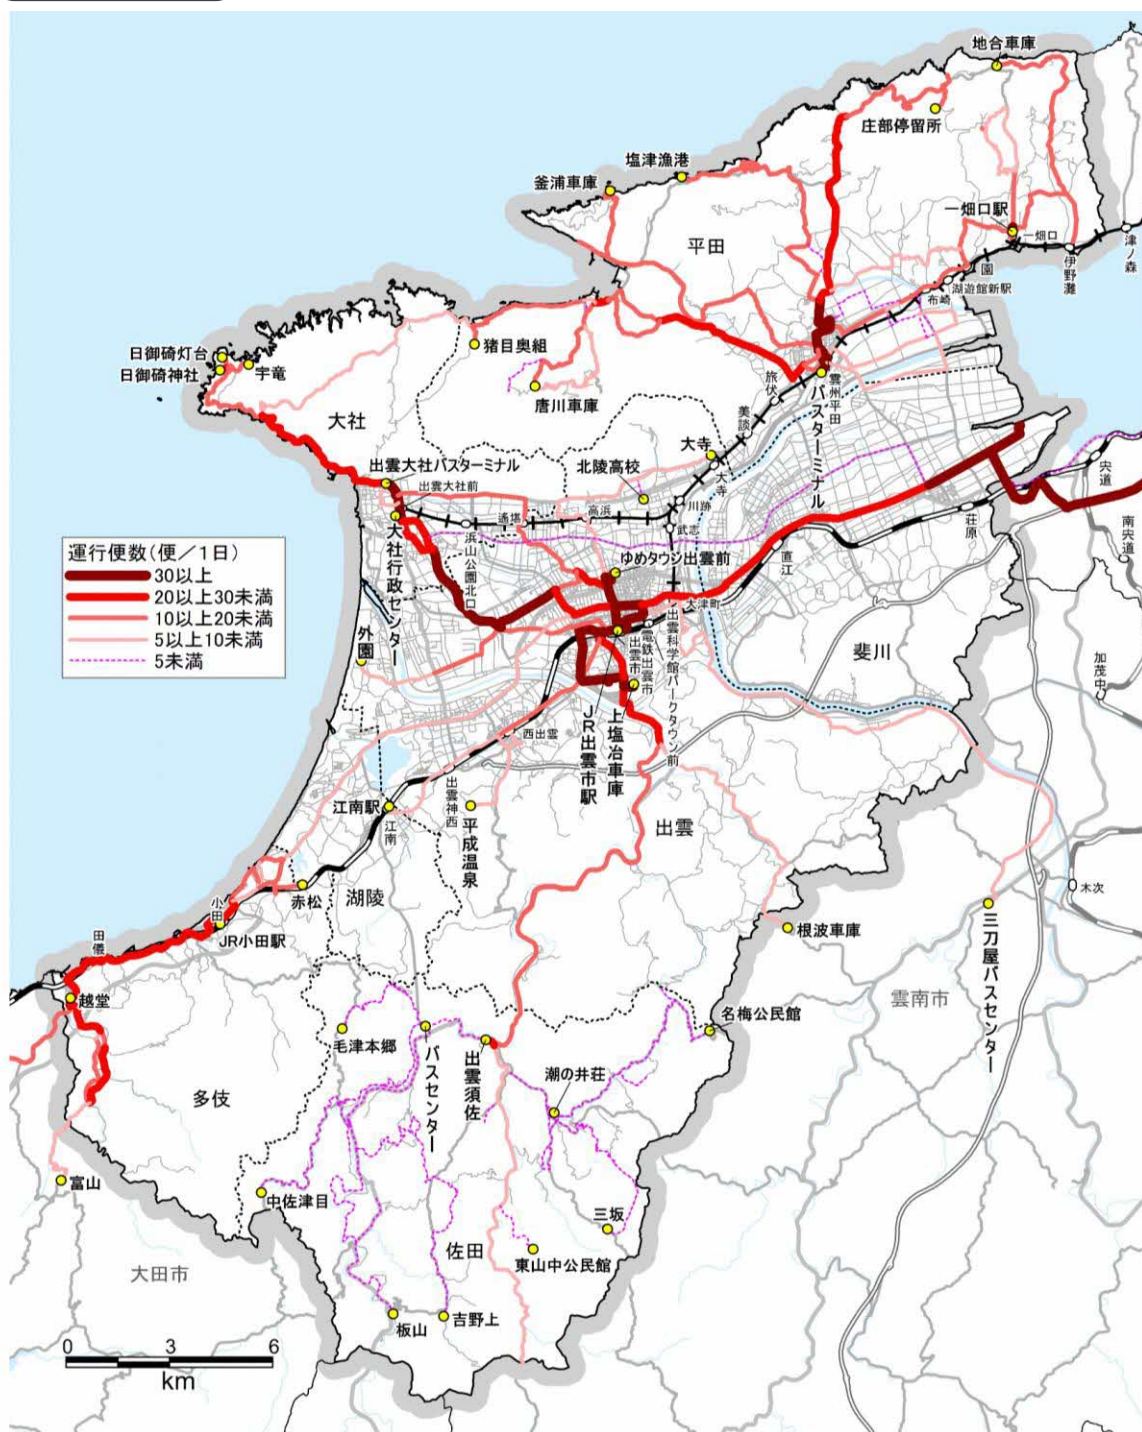 地合車庫
庄部停留所
塩津漁港
釜浦車庫
一畑口駅
一畑口
津ノ森
伊野灘
平田
園
湖遊館新駅
布崎
日御碕灯台
日御碕神社
宇竜
猪目奥組
唐川車庫
旅伏
雲州平田
バスターミナル
美談
大社
大寺
大寺
北陵高校
出雲大社バスターミナル
出雲大社前
川跡
高浜
遙堪
武志
宍道
荘原
南宍道
直江
浜山公園北口
大社行政センター
ゆめタウン出雲前
大津町
運行便数(便/1日)
30以上
20以上30未満
10以上20未満
5以上10未満
5未満
外園
出雲科学館パークタウン前
電鉄出雲市
出雲市
斐川
加茂中
西出雲
JR出雲市駅
上塩冶車庫
出雲神西
江南駅
江南
平成温泉
出雲
木次
赤松
湖陵
小田
JR小田駅
田儀
根波車庫
三刀屋バスセンター
越堂
雲南市
名梅公民館
毛津本郷
バスセンター
出雲須佐
潮の井荘
多伎
富山
中佐津目
三坂
佐田
東山中公民館
大田市
板山
吉野上
0 3 6
km